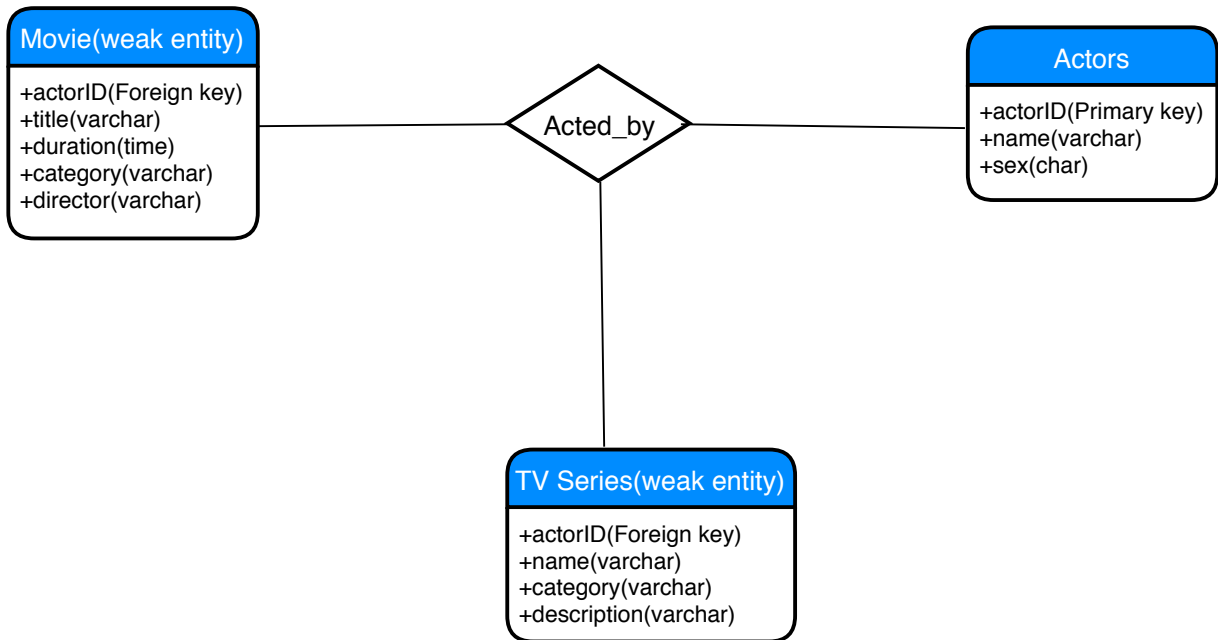 Movie(weak entity)
+actorID(Foreign key)
+title(varchar)
+duration(time)
+category(varchar)
+director(varchar)
Acted_by
Actors
+actorID(Primary key)
+name(varchar)
+sex(char)
TV Series(weak entity)
+actorID(Foreign key)
+name(varchar)
+category(varchar)
+description(varchar)